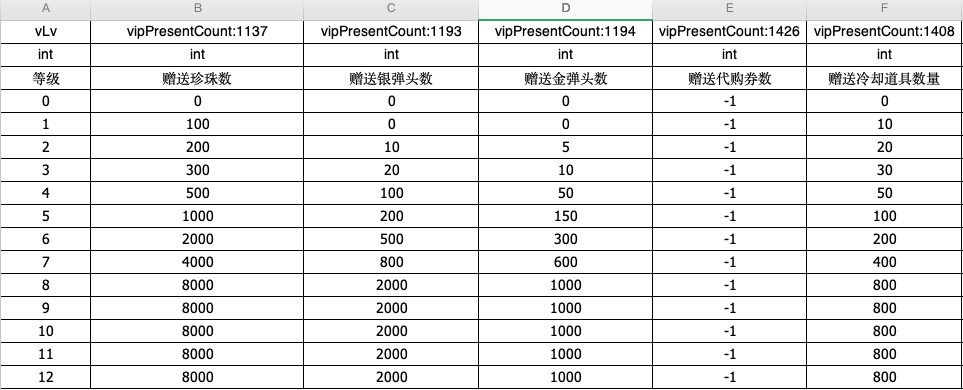 A B C D E F
vLv vipPresentCount:1137 vipPresentCount:1193 vipPresentCount:1194 vipPresentCount:1426 vipPresentCount:1408
int int int int int int
等级 赠送珍珠数 赠送银弹头数 赠送金弹头数 赠送代购券数 赠送冷却道具数量
0 0 0 0 -1 0
1 100 0 0 -1 10
2 200 10 5 -1 20
3 300 20 10 -1 30
4 500 100 50 -1 50
5 1000 200 150 -1 100
6 2000 500 300 -1 200
7 4000 800 600 -1 400
8 8000 2000 1000 -1 800
9 8000 2000 1000 -1 800
10 8000 2000 1000 -1 800
11 8000 2000 1000 -1 800
12 8000 2000 1000 -1 800